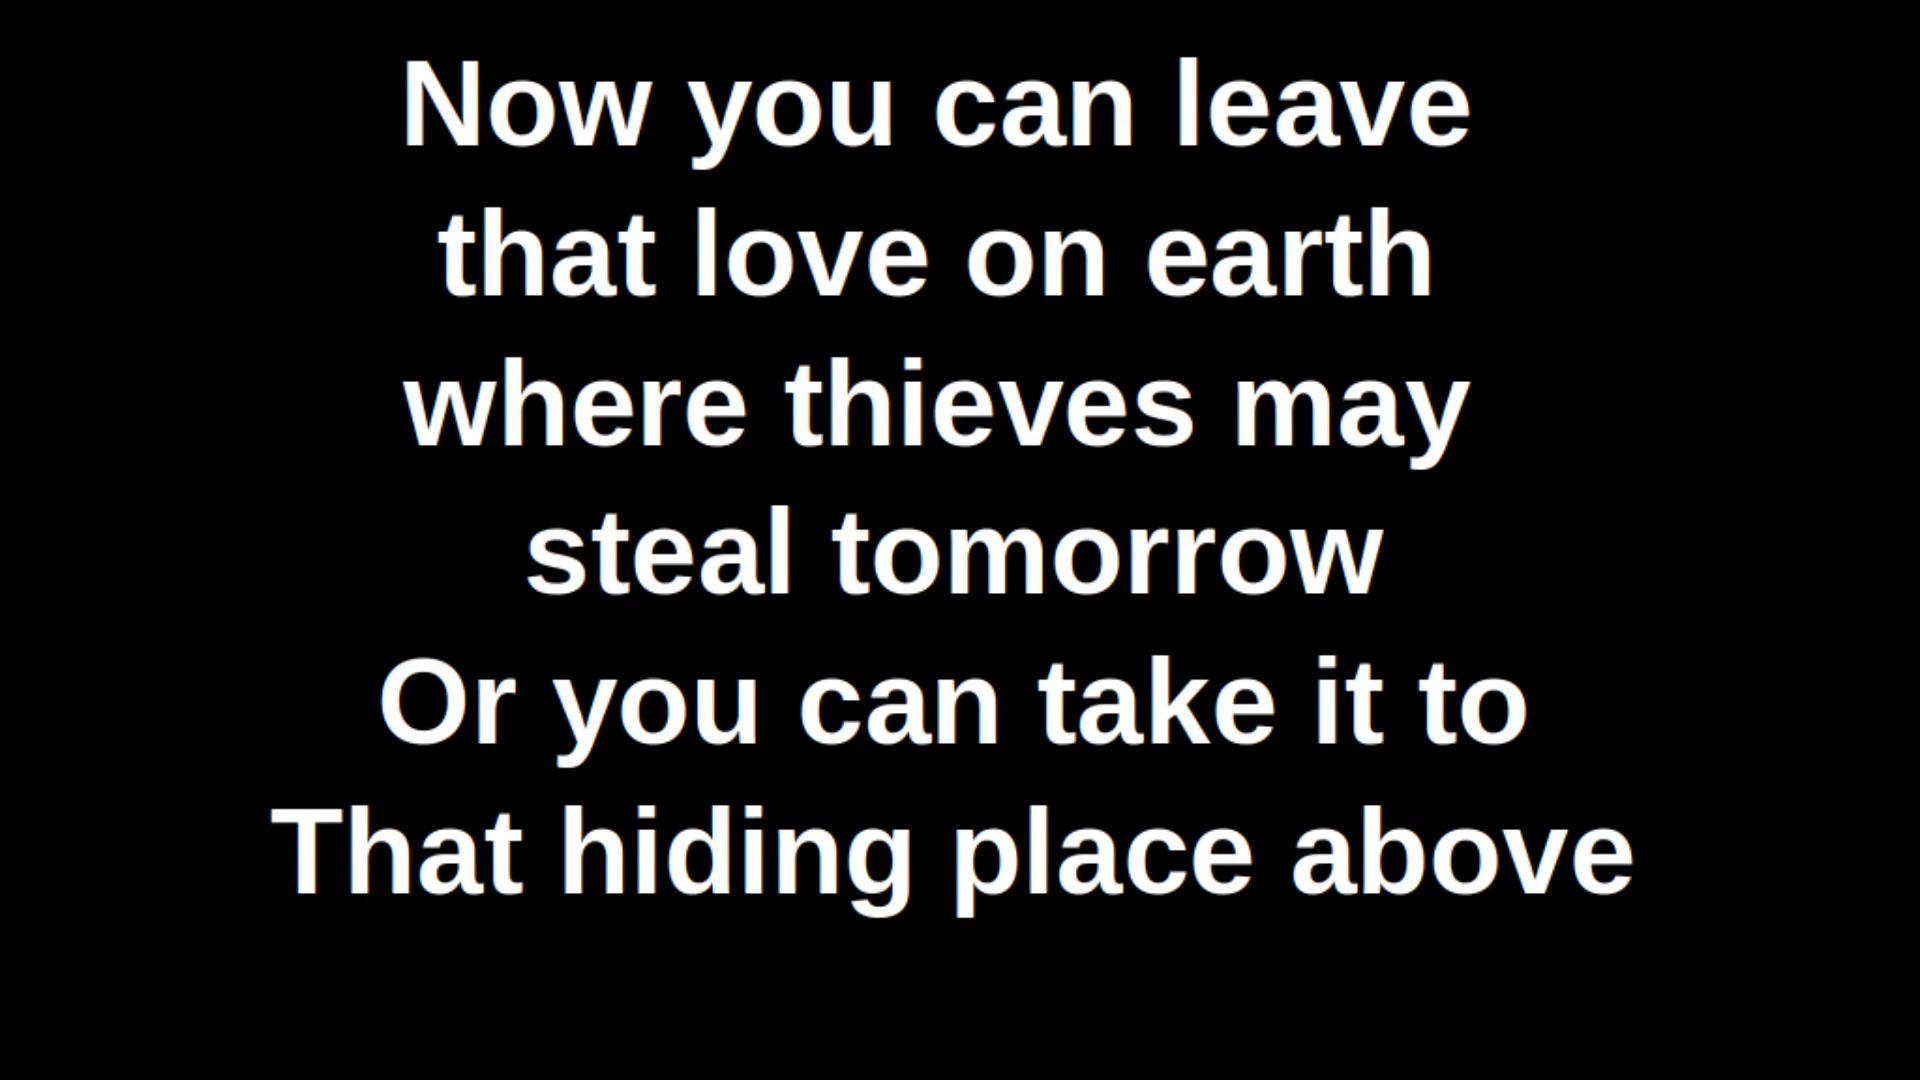 Now you can leave
that love on earth
where thieves may
steal tomorrow
Or you can take it to
That hiding place above